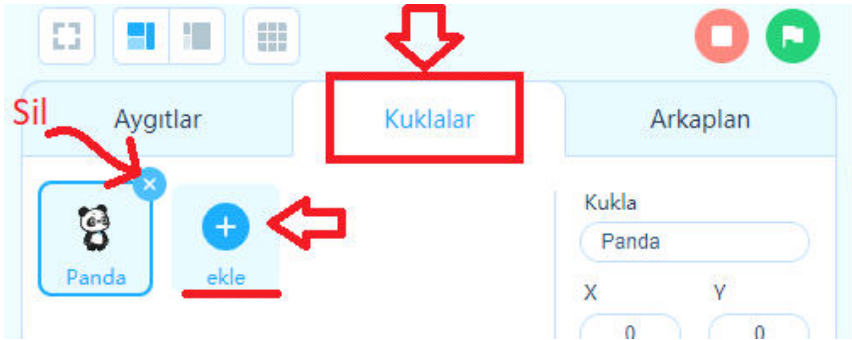 Sil
Aygıtlar
Kuklalar
Arkaplan
Panda
ekle
Kukla
Panda
X
Y
0
0